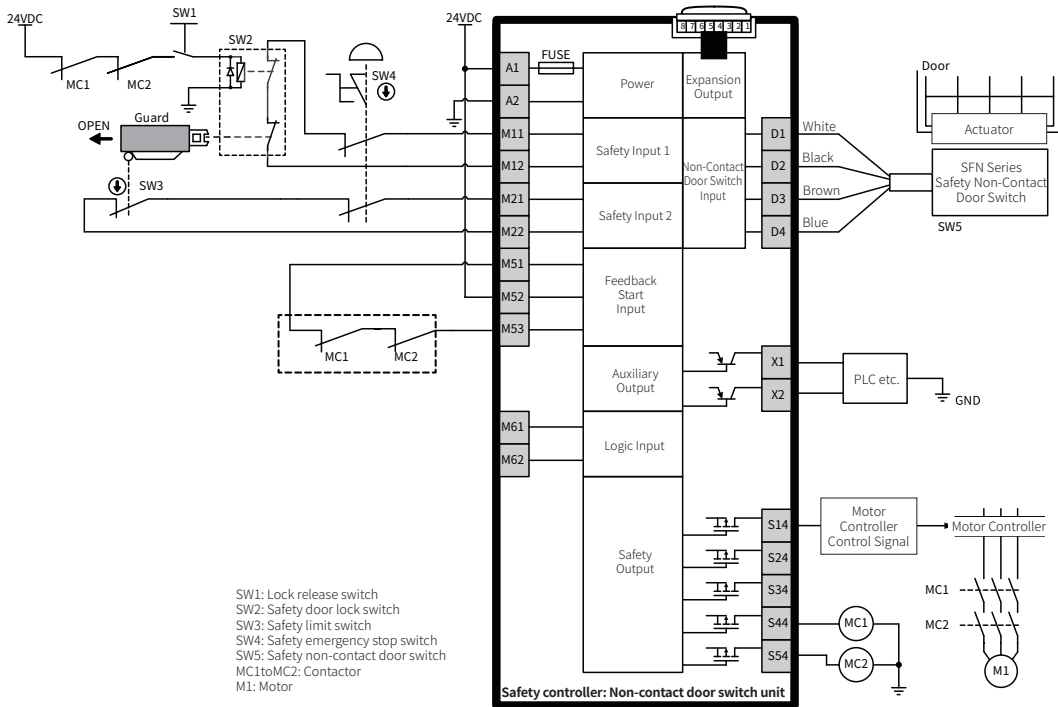 24VDC
SW1
MC1
MC2
SW2
SW4
Guard
OPEN
SW3
MC1
MC2
24VDC
FUSE
8 7 6 5 4 3 2 1
A1
A2
M11
M12
M21
M22
M51
M52
M53
M61
M62
Power
Expansion
Output
Safety Input 1
Safety Input 2
Non-Contact
Door Switch
Input
Feedback
Start
Input
Auxiliary
Output
Logic Input
Safety
Output
D1
D2
D3
D4
X1
X2
S14
S24
S34
S44
S54
White
Black
Brown
Blue
Door
Actuator
SFN Series
Safety Non-Contact
Door Switch
SW5
PLC etc.
GND
Motor
Controller
Control Signal
Motor Controller
MC1
MC2
MC1
MC2
M1
SW1: Lock release switch
SW2: Safety door lock switch
SW3: Safety limit switch
SW4: Safety emergency stop switch
SW5: Safety non-contact door switch
MC1toMC2: Contactor
M1: Motor
Safety controller: Non-contact door switch unit